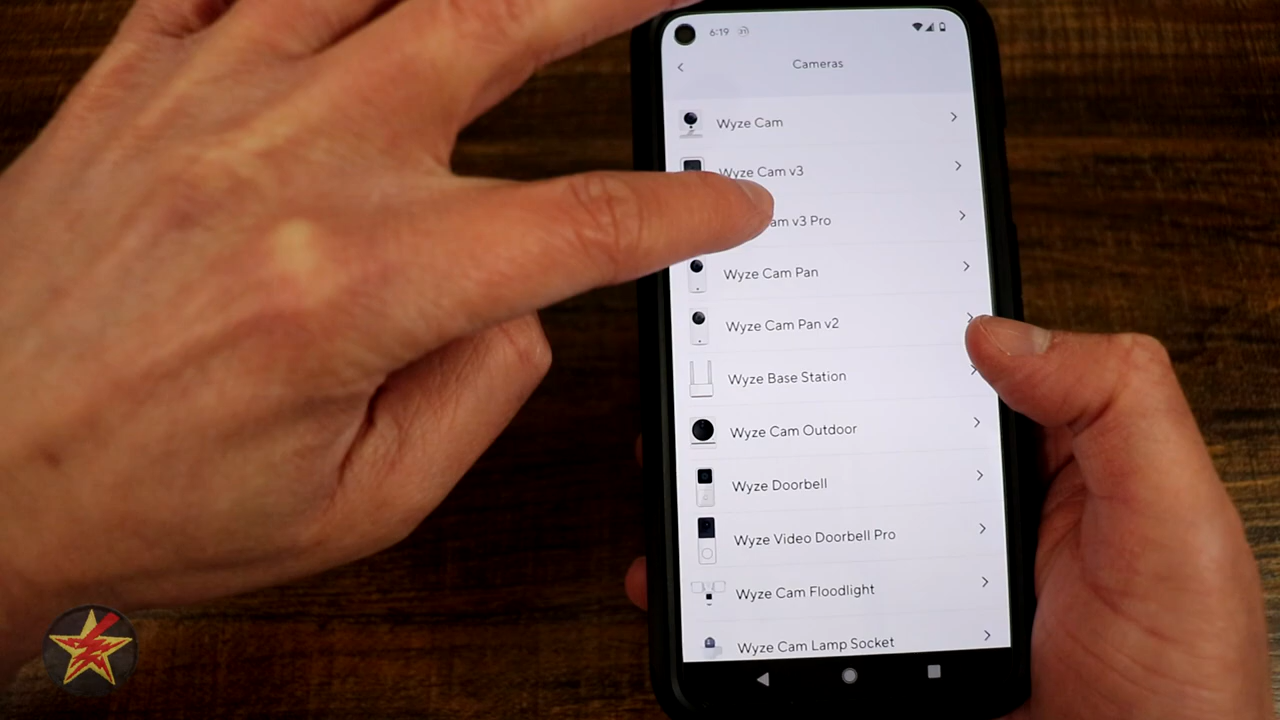 6:19
Cameras
Wyze Cam
Wyze Cam v3
am v3 Pro
Wyze Cam Pan
Wyze Cam Pan v2
Wyze Base Station
Wyze Cam Outdoor
Wyze Doorbell
Wyze Video Doorbell Pro
Wyze Cam Floodlight
Wyze Cam Lamp Socket